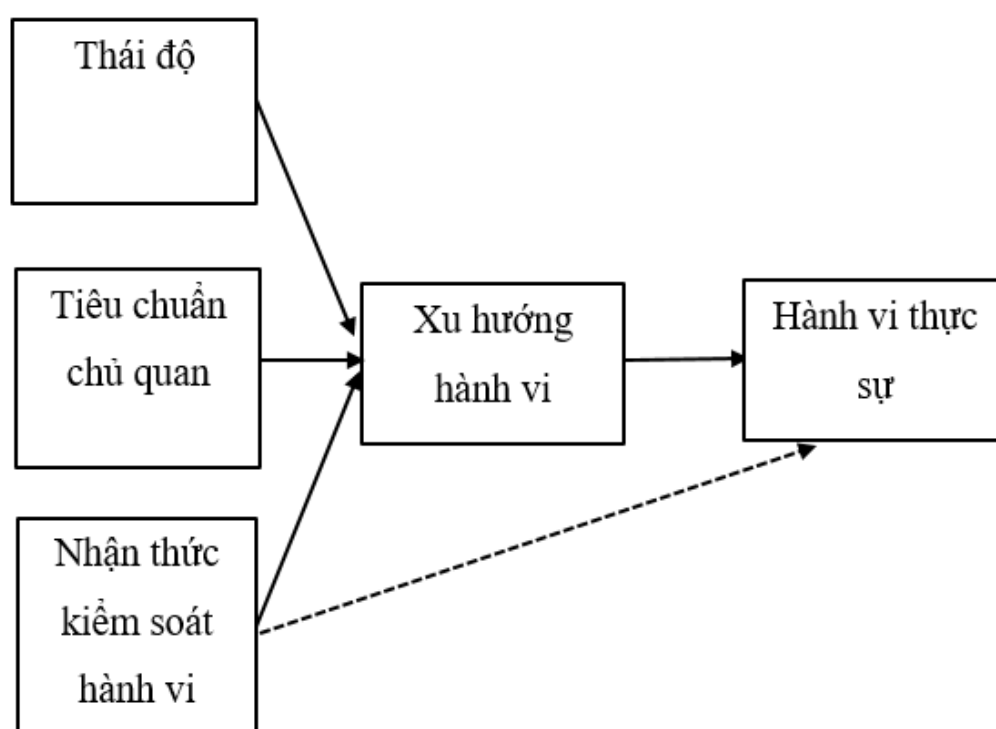 Thái độ
Tiêu chuẩn
chủ quan
Nhận thức
kiểm soát
hành vi
Xu hướng
hành vi
Hành vi thực
sự